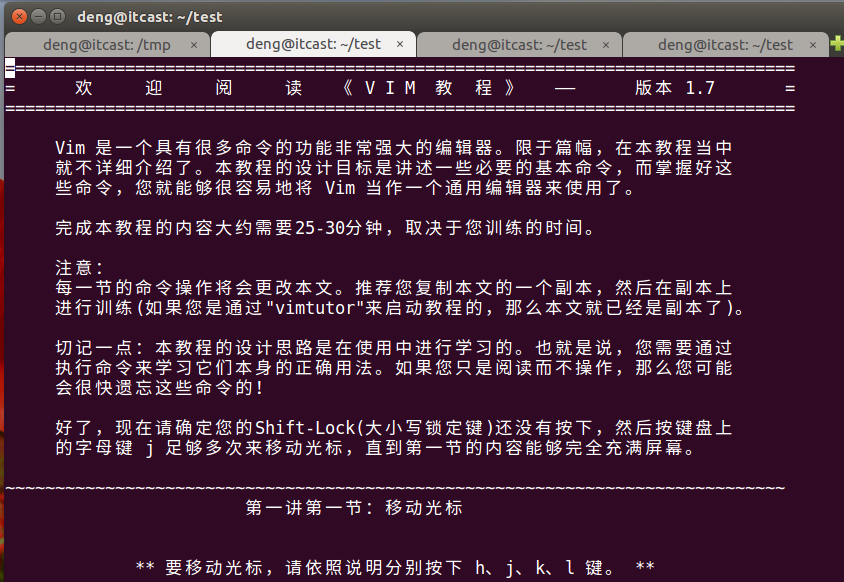 deng@itcast: ~/test
deng@itcast: /tmp × deng@itcast: ~/test × deng@itcast: ~/test × deng@itcast: ~/test ×
===============================================================================
= 欢 迎 阅 读 《 V I M 教 程 》 —— 版本 1.7 =
===============================================================================
Vim 是一个具有很多命令的功能非常强大的编辑器。限于篇幅，在本教程当中
就不详细介绍了。本教程的设计目标是讲述一些必要的基本命令，而掌握好这
些命令，您就能够很容易地将 Vim 当作一个通用编辑器来使用了。
完成本教程的内容大约需要25-30分钟，取决于您训练的时间。
注意：
每一节的命令操作将会更改本文。推荐您复制本文的一个副本，然后在副本上
进行训练(如果您是通过"vimtutor"来启动教程的，那么本文就已经是副本了)。
切记一点：本教程的设计思路是在使用中进行学习的。也就是说，您需要通过
执行命令来学习它们本身的正确用法。如果您只是阅读而不操作，那么您可能
会很快遗忘这些命令的！
好了，现在请确定您的Shift-Lock(大小写锁定键)还没有按下，然后按键盘上
的字母键 j 足够多次来移动光标，直到第一节的内容能够完全充满屏幕。
~~~~~~~~~~~~~~~~~~~~~~~~~~~~~~~~~~~~~~~~~~~~~~~~~~~~~~~~~~~~~~~~~~~~~~~~~~~~~~
第一讲第一节：移动光标
** 要移动光标，请依照说明分别按下 h、j、k、l 键。 **